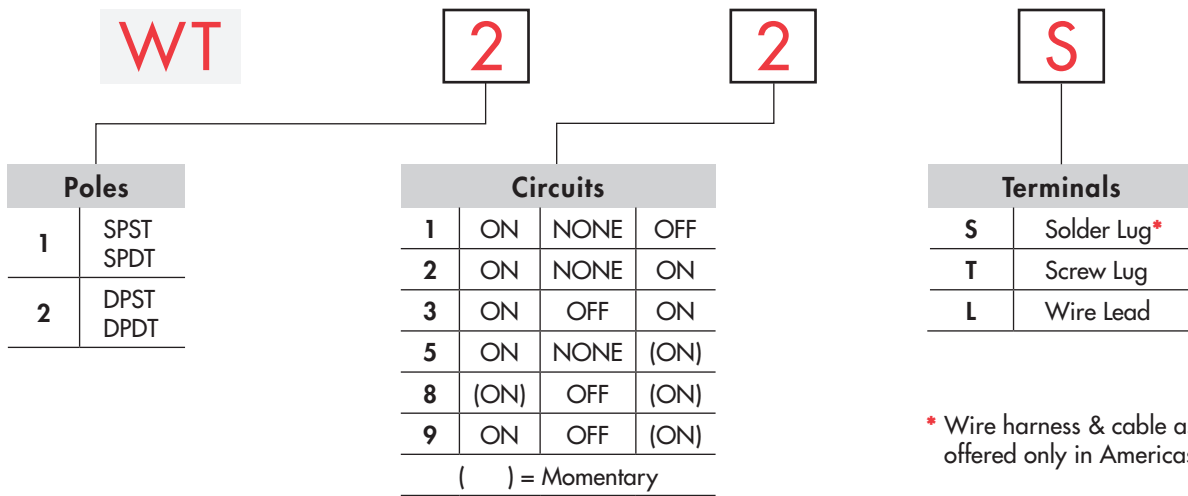 WT 2 2 S
Poles
1 SPST
SPDT
2 DPST
DPDT
Circuits
1 ON NONE OFF
2 ON NONE ON
3 ON OFF ON
5 ON NONE (ON)
8 (ON) OFF (ON)
9 ON OFF (ON)
( ) = Momentary
Terminals
S Solder Lug*
T Screw Lug
L Wire Lead
* Wire harness & cable
offered only in